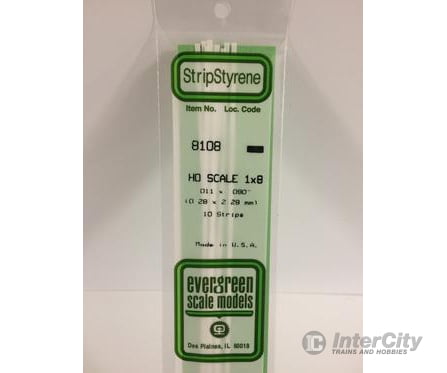 StripStyrene
Item No. Loc. Code
8108
HO SCALE 1x8
.011 x .090"
(0.28 x 2.28 mm)
10 Strips
Made in U.S.A.
evergreen
scale models
Des Plaines, IL 60018
InterCity
TRAINS AND HOBBIES